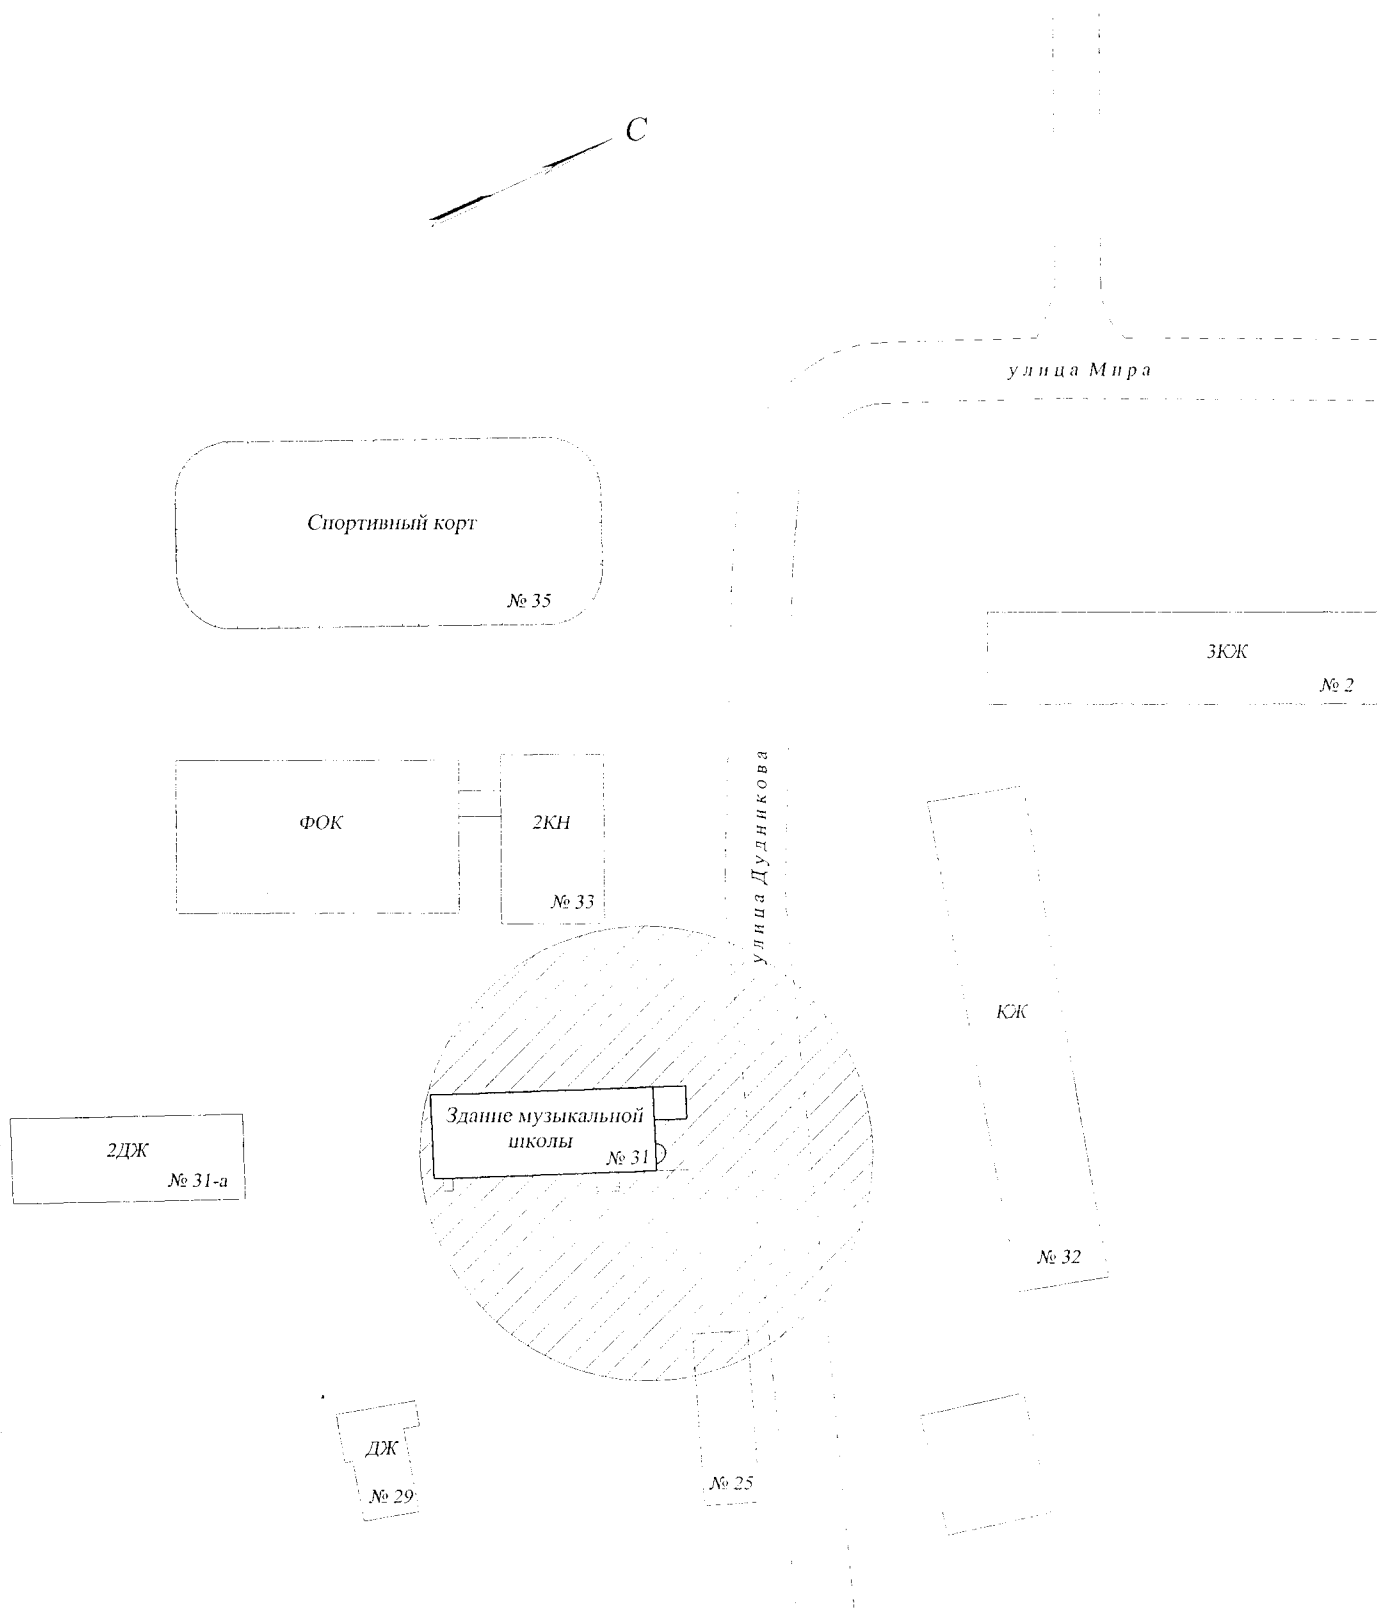 С
улица Мира
Спортивный корт
№ 35
3КЖ
№ 2
улица Дудникова
ФОК
2КН
№ 33
КЖ
Здание музыкальной
школы
№ 31
2ДЖ
№ 31-а
№ 32
ДЖ
№ 29
№ 25